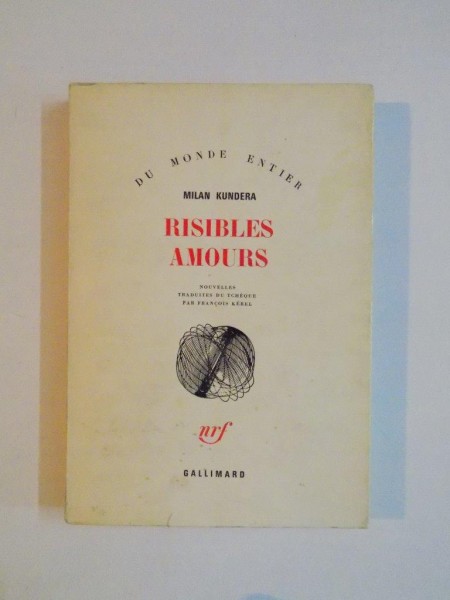 DU MONDE ENTIER
MILAN KUNDERA
RISIBLES
AMOURS
NOUVELLES
TRADUITES DU TCHÈQUE
PAR FRANÇOIS KÉREL
nrf
GALLIMARD